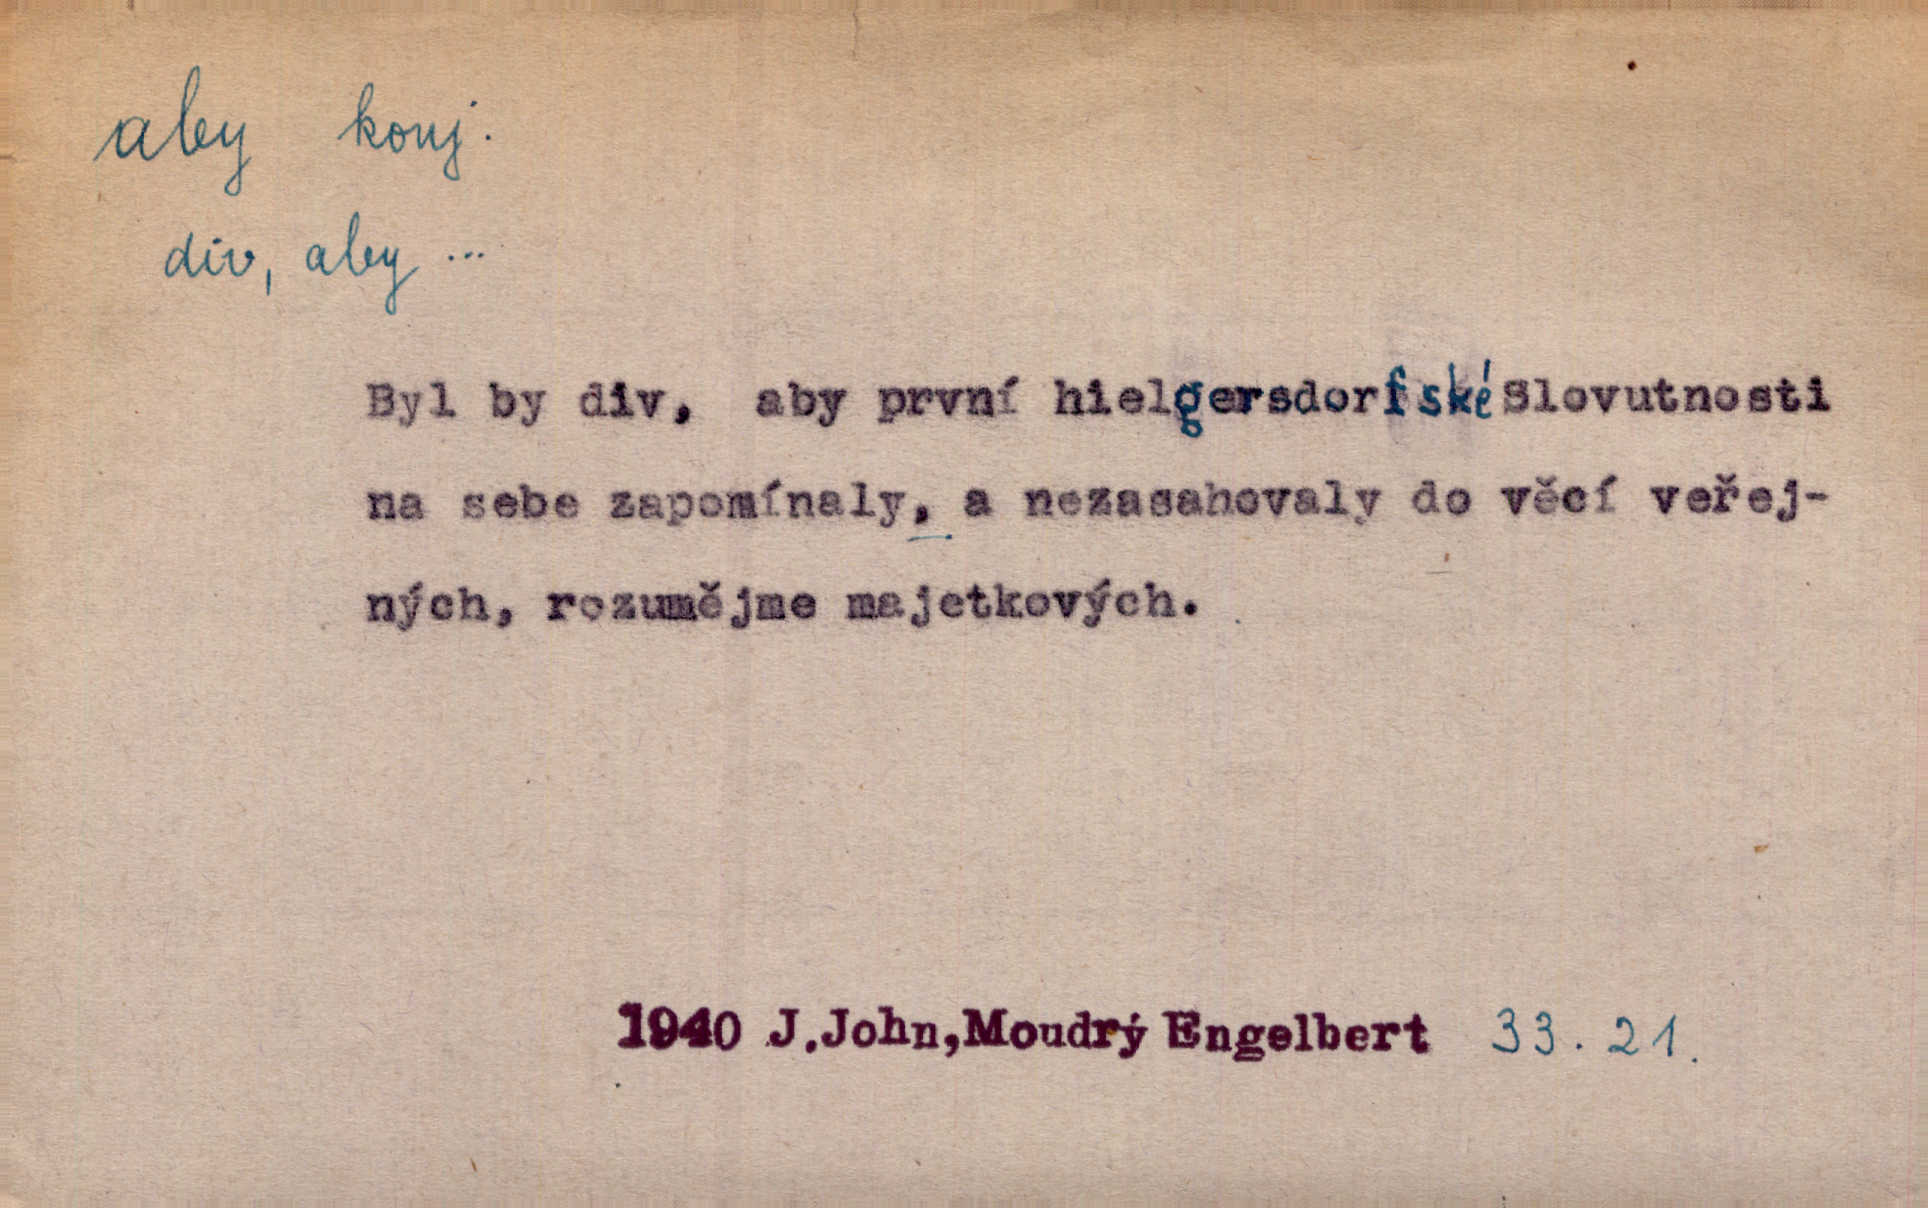 aby konj.
div, aby ...
Byl by div, aby první hielgersdorfské Slovutnosti
na sebe zapomínaly, a nezasahovaly do věcí veřej-
ných, rozumějme majetkových.
1940 J.John,Moudrý Engelbert 33.21.